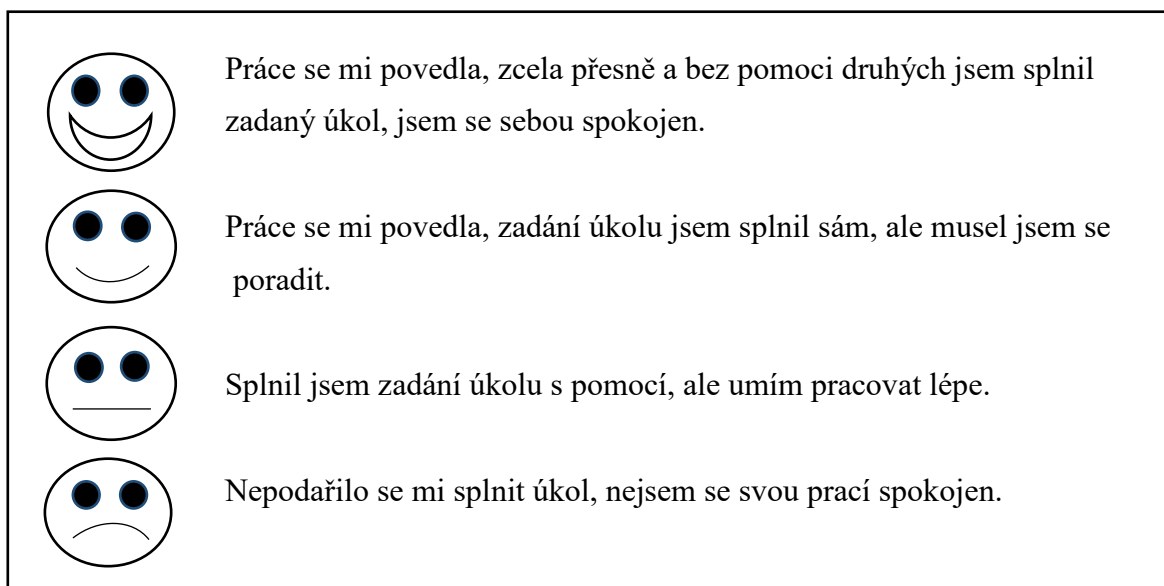 Práce se mi povedla, zcela přesně a bez pomoci druhých jsem splnil
zadaný úkol, jsem se sebou spokojen.
Práce se mi povedla, zadání úkolu jsem splnil sám, ale musel jsem se
poradit.
Splnil jsem zadání úkolu s pomocí, ale umím pracovat lépe.
Nepodařilo se mi splnit úkol, nejsem se svou prací spokojen.